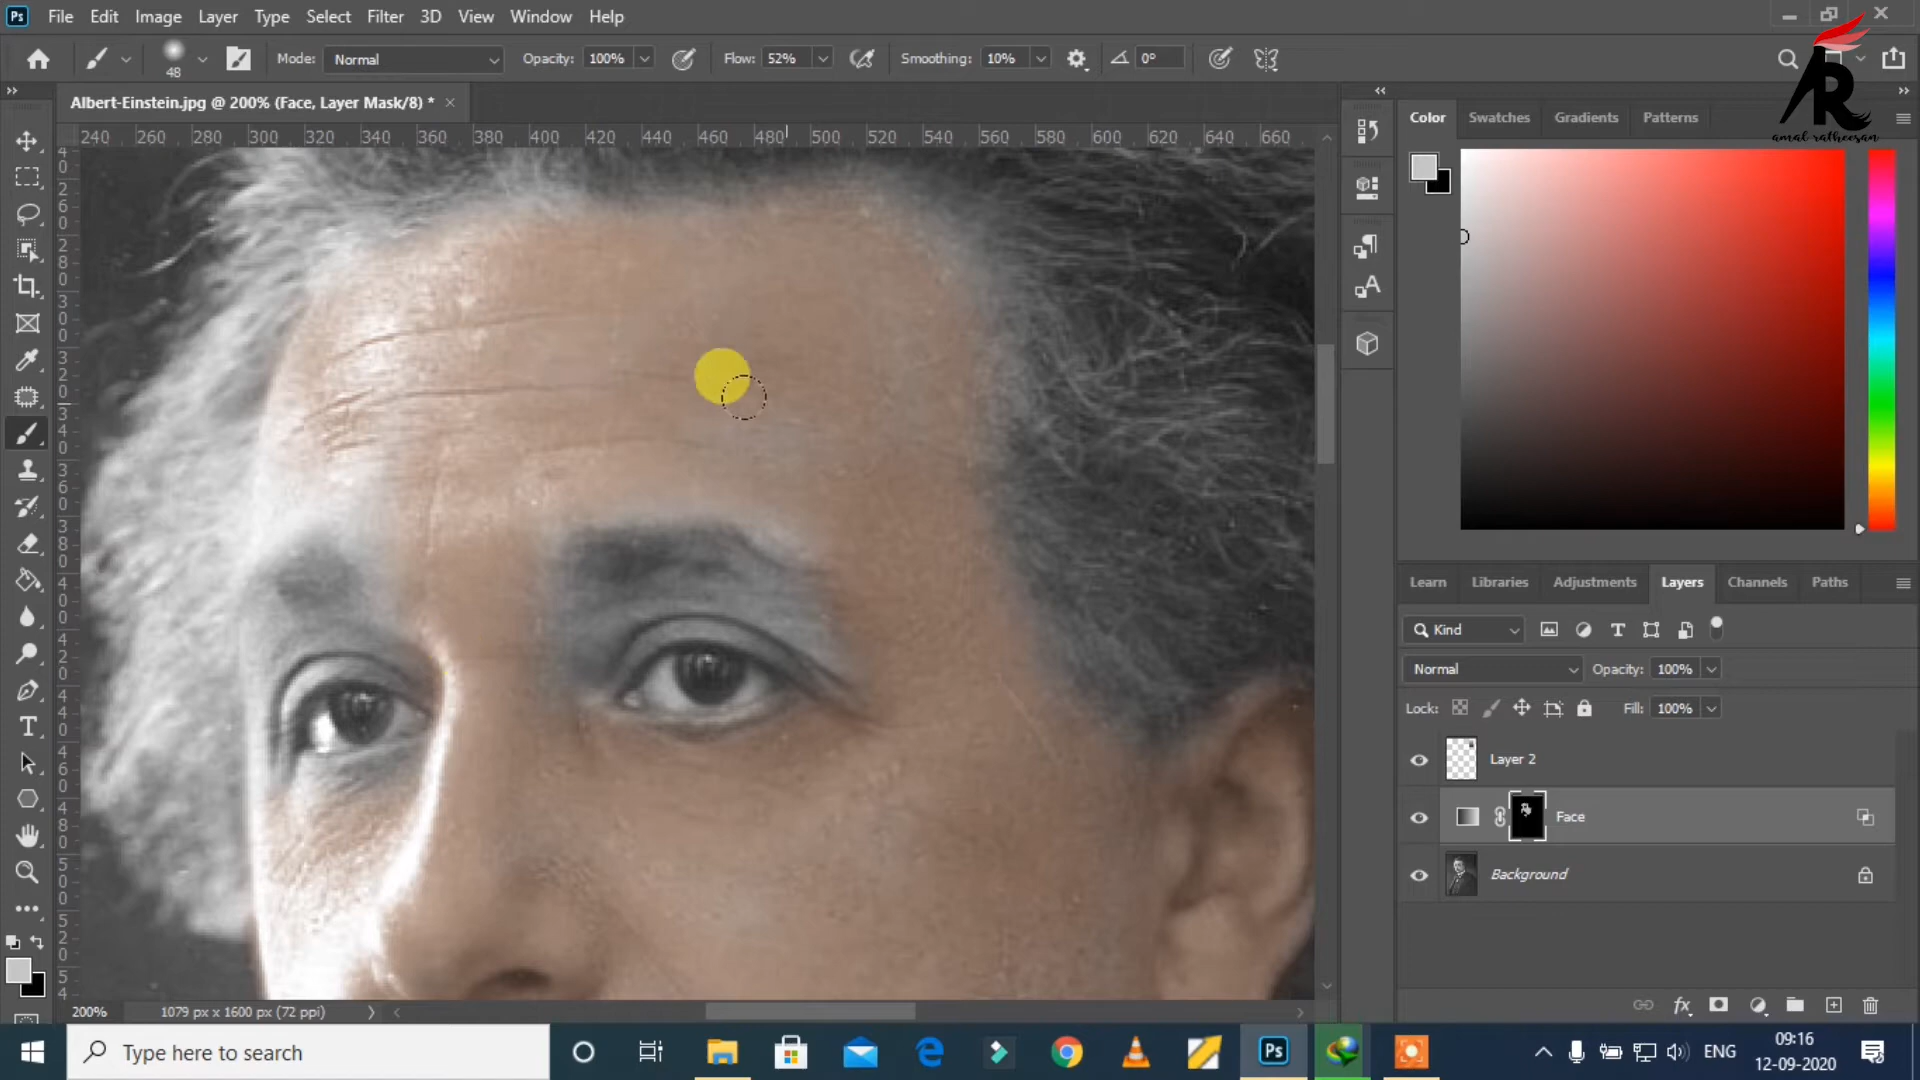 Ps File Edit Image Layer Type Select Filter 3D View Window Help
48 Mode: Normal Opacity: 100% Flow: 52% Smoothing: 10% 0°
AR
amal ratheesan
Albert-Einstein.jpg @ 200% (Face, Layer Mask/8) * ×
240 260 280 300 320 340 360 380 400 420 440 460 480 500 520 540 560 580 600 620 640 660
Color Swatches Gradients Patterns
Learn Libraries Adjustments Layers Channels Paths
Kind
Normal Opacity: 100%
Lock: Fill: 100%
Layer 2
Face
Background
200% 1079 px x 1600 px (72 ppi)
Type here to search
Ps
ENG
09:16
12-09-2020